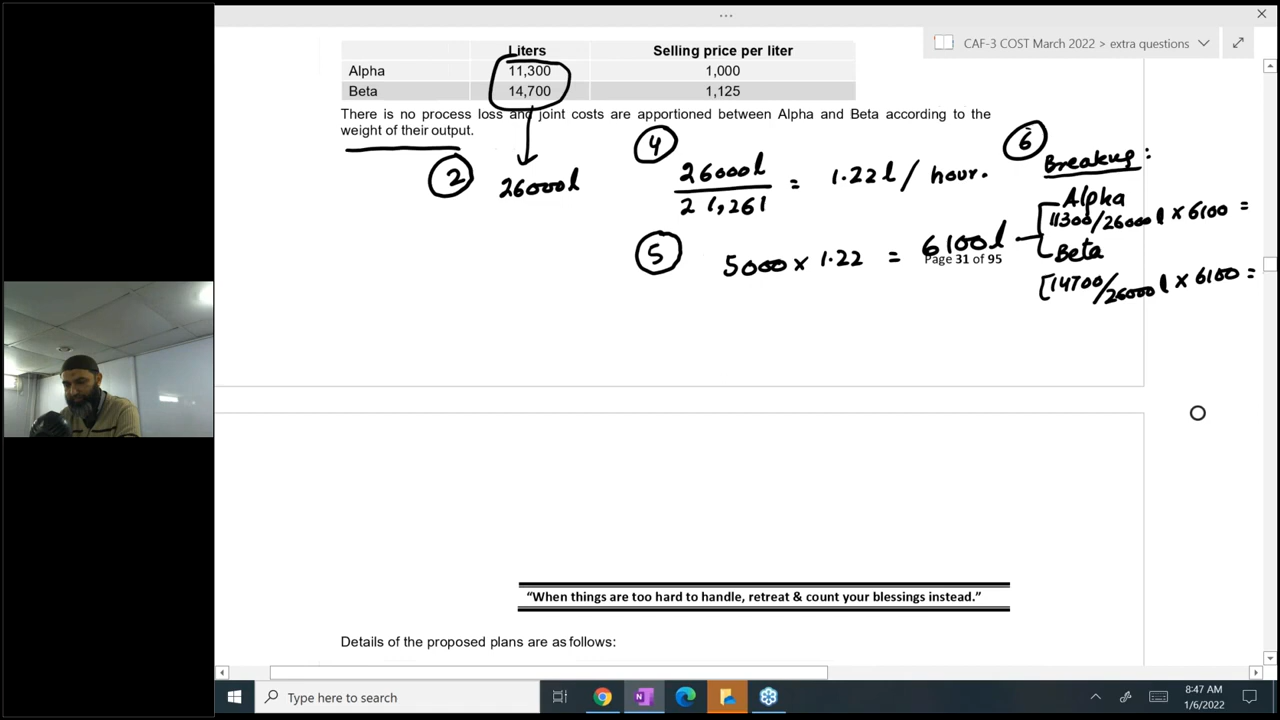 CAF-3 COST March 2022 > extra questions
Liters Selling price per liter
Alpha 11,300 1,000
Beta 14,700 1,125
There is no process loss and joint costs are apportioned between Alpha and Beta according to the
weight of their output.
2 26000l
4 26000l / 21,261 = 1.22l / hour.
5 5000 x 1.22 = 6100l
Page 31 of 95
6 Breakup:
Alpha
[11300/26000l x 6100 =
Beta
[14700/26000l x 6100 =
“When things are too hard to handle, retreat & count your blessings instead.”
Details of the proposed plans are as follows:
Type here to search
8:47 AM
1/6/2022